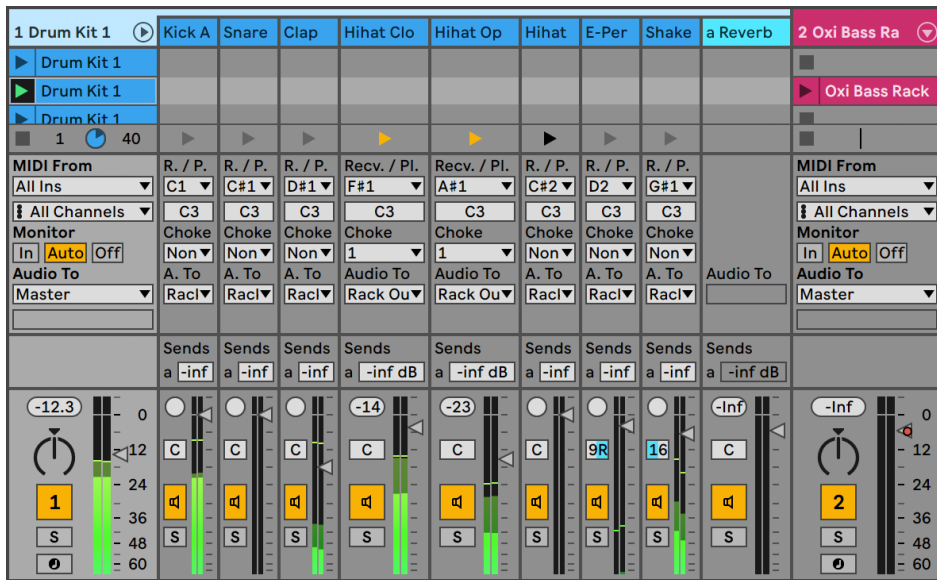 1 Drum Kit 1 Kick A Snare Clap Hihat Clo Hihat Op Hihat E-Per Shake a Reverb 2 Oxi Bass Ra
Drum Kit 1
Drum Kit 1 Oxi Bass Rack
Drum Kit 1
1 40
MIDI From R. / P. R. / P. R. / P. Recv. / Pl. Recv. / Pl. R. / P. R. / P. R. / P. MIDI From
All Ins C1 C#1 D#1 F#1 A#1 C#2 D2 G#1 All Ins
All Channels C3 C3 C3 C3 C3 C3 C3 C3 All Channels
Monitor Choke Choke Choke Choke Choke Choke Choke Choke Monitor
In Auto Off Non Non Non 1 1 Non Non Non In Auto Off
Audio To A. To A. To A. To Audio To Audio To A. To A. To A. To Audio To Audio To
Master Racl Racl Racl Rack Ou Rack Ou Racl Racl Racl Master
Sends Sends Sends Sends Sends Sends Sends Sends Sends
a -inf a -inf a -inf a -inf dB a -inf dB a -inf a -inf a -inf a -inf dB
-12.3 -14 -23 -Inf -Inf
0 0
12 C C C C C C 9R 16 C 12
24 24
1 2
36 36
S S S S S S S S S S
48 48
60 60